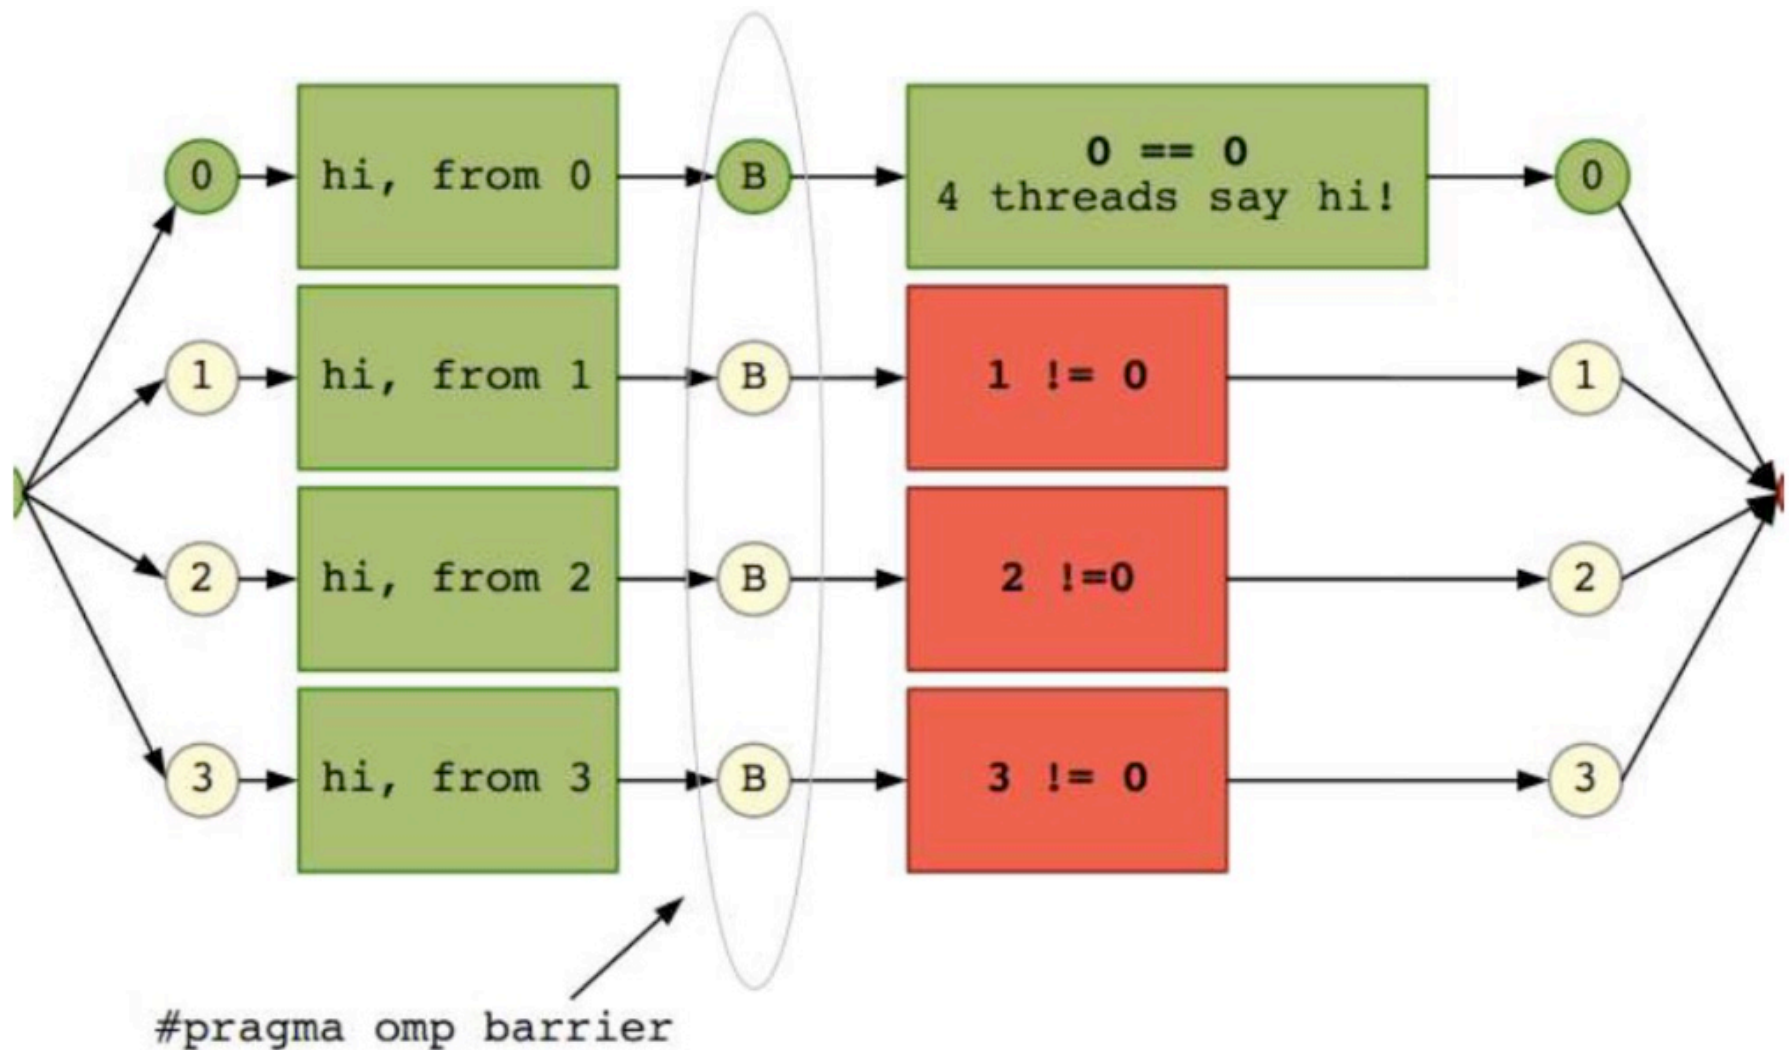 0
hi, from 0
B
0 == 0
4 threads say hi!
0
1
hi, from 1
B
1 != 0
1
2
hi, from 2
B
2 !=0
2
3
hi, from 3
B
3 != 0
3
#pragma omp barrier